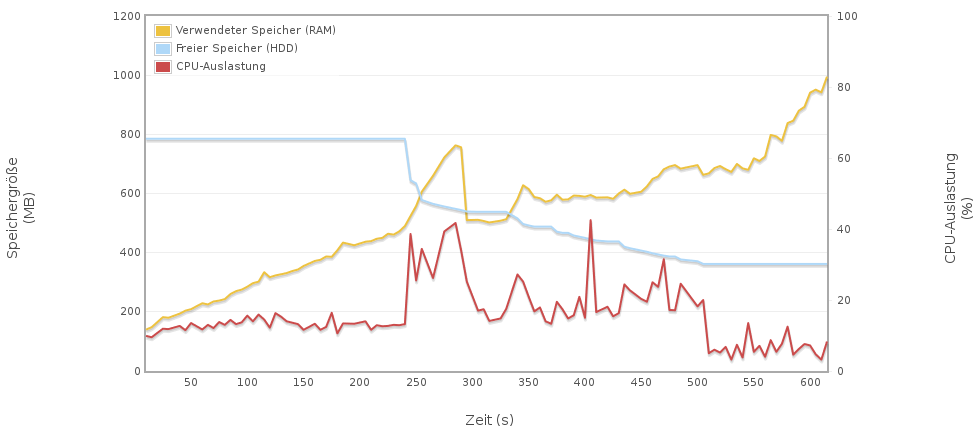 1200
1000
800
600
400
200
0
100
80
60
40
20
0
Verwendeter Speicher (RAM)
Freier Speicher (HDD)
CPU-Auslastung
Speichergröße
(MB)
CPU-Auslastung
(%)
50 100 150 200 250 300 350 400 450 500 550 600
Zeit (s)